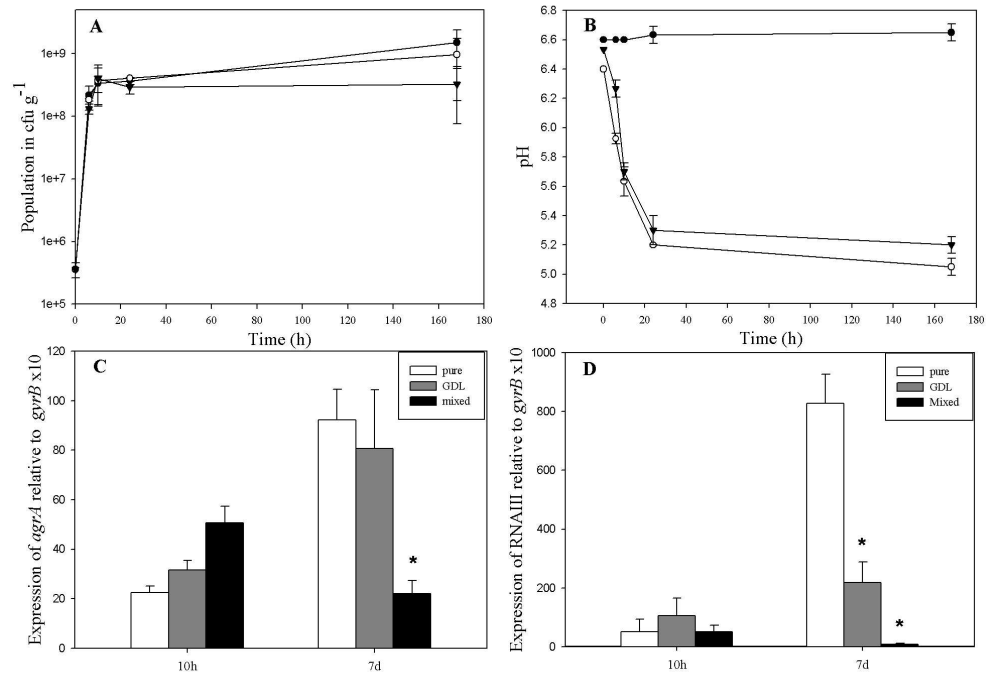 A
Population in cfu g-1
1e+9
1e+8
1e+7
1e+6
1e+5
0 20 40 60 80 100 120 140 160 180
Time (h)
B
pH
6.8
6.6
6.4
6.2
6.0
5.8
5.6
5.4
5.2
5.0
4.8
0 20 40 60 80 100 120 140 160 180
Time (h)
C
Expression of agrA relative to gyrB x10
120
100
80
60
40
20
0
pure
GDL
mixed
*
10h 7d
D
Expression of RNAIII relative to gyrB x10
1000
800
600
400
200
0
pure
GDL
Mixed
*
*
10h 7d